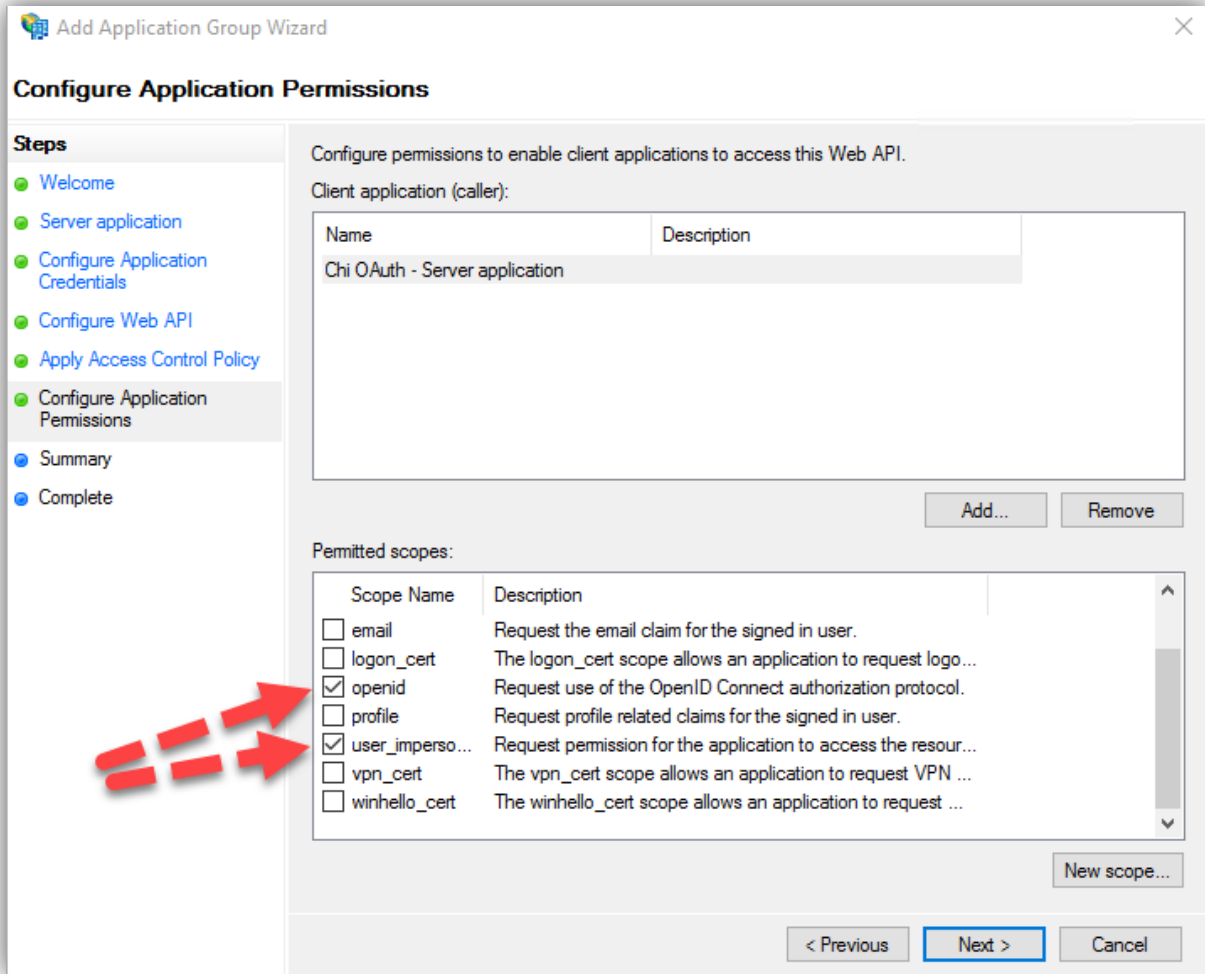 Add Application Group Wizard
Configure Application Permissions
Steps
Welcome
Server application
Configure Application
Credentials
Configure Web API
Apply Access Control Policy
Configure Application
Permissions
Summary
Complete
Configure permissions to enable client applications to access this Web API.
Client application (caller):
Name Description
Chi OAuth - Server application
Add... Remove
Permitted scopes:
Scope Name Description
email Request the email claim for the signed in user.
logon_cert The logon_cert scope allows an application to request logo...
openid Request use of the OpenID Connect authorization protocol.
profile Request profile related claims for the signed in user.
user_imperso... Request permission for the application to access the resour...
vpn_cert The vpn_cert scope allows an application to request VPN ...
winhello_cert The winhello_cert scope allows an application to request ...
New scope...
< Previous Next > Cancel